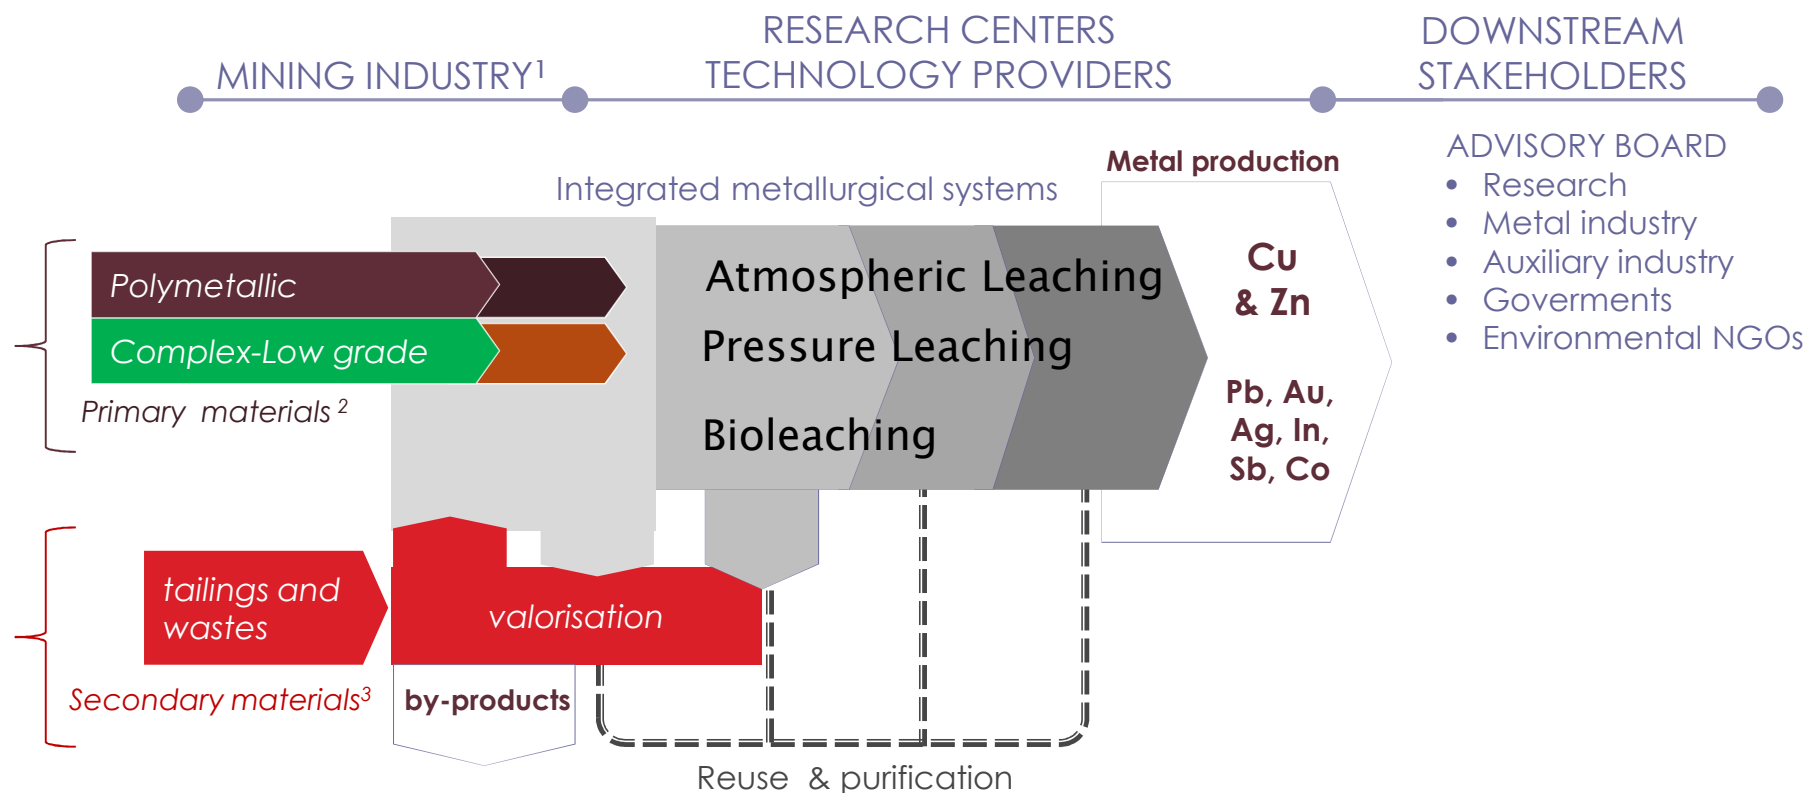 MINING INDUSTRY¹
RESEARCH CENTERS
TECHNOLOGY PROVIDERS
DOWNSTREAM
STAKEHOLDERS
ADVISORY BOARD
• Research
• Metal industry
• Auxiliary industry
• Goverments
• Environmental NGOs
Metal production
Integrated metallurgical systems
Polymetallic
Complex-Low grade
Primary materials ²
Atmospheric Leaching
Pressure Leaching
Bioleaching
Cu
& Zn
Pb, Au,
Ag, In,
Sb, Co
tailings and
wastes
valorisation
Secondary materials³
by-products
Reuse & purification